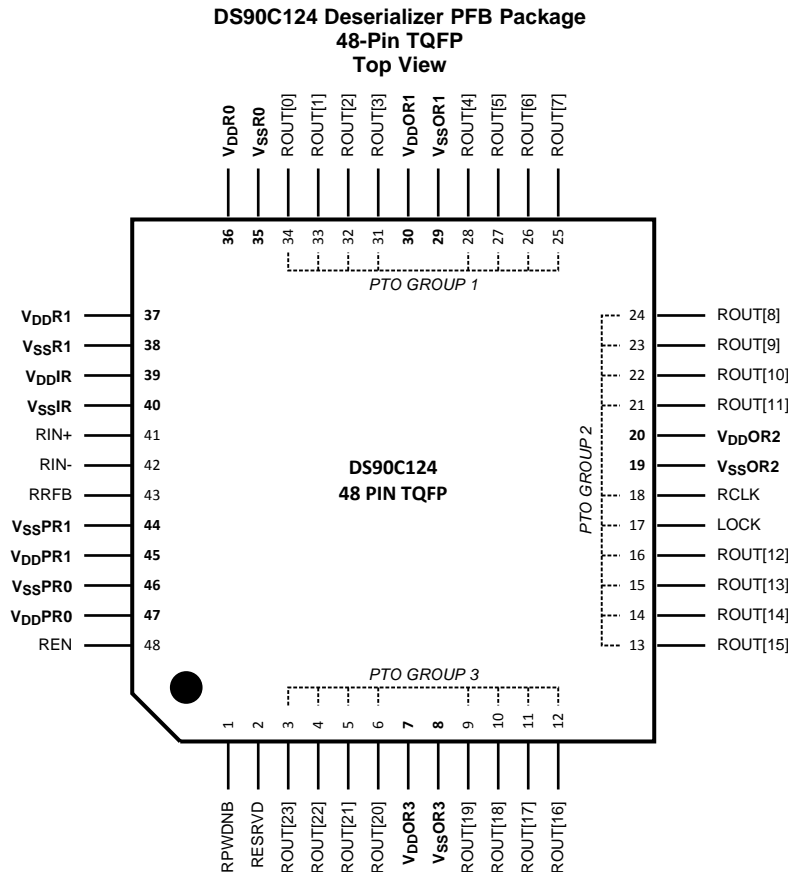 DS90C124 Deserializer PFB Package
48-Pin TQFP
Top View
VDDR0
VSSR0
ROUT[0]
ROUT[1]
ROUT[2]
ROUT[3]
VDDOR1
VSSOR1
ROUT[4]
ROUT[5]
ROUT[6]
ROUT[7]
36
35
34
33
32
31
30
29
28
27
26
25
PTO GROUP 1
VDDR1 37
VSSR1 38
VDDIR 39
VSSIR 40
RIN+ 41
RIN- 42
RRFB 43
VSSPR1 44
VDDPR1 45
VSSPR0 46
VDDPR0 47
REN 48
DS90C124
48 PIN TQFP
PTO GROUP 2
24 ROUT[8]
23 ROUT[9]
22 ROUT[10]
21 ROUT[11]
20 VDDOR2
19 VSSOR2
18 RCLK
17 LOCK
16 ROUT[12]
15 ROUT[13]
14 ROUT[14]
13 ROUT[15]
PTO GROUP 3
1
2
3
4
5
6
7
8
9
10
11
12
RPWDNB
RESRVD
ROUT[23]
ROUT[22]
ROUT[21]
ROUT[20]
VDDOR3
VSSOR3
ROUT[19]
ROUT[18]
ROUT[17]
ROUT[16]